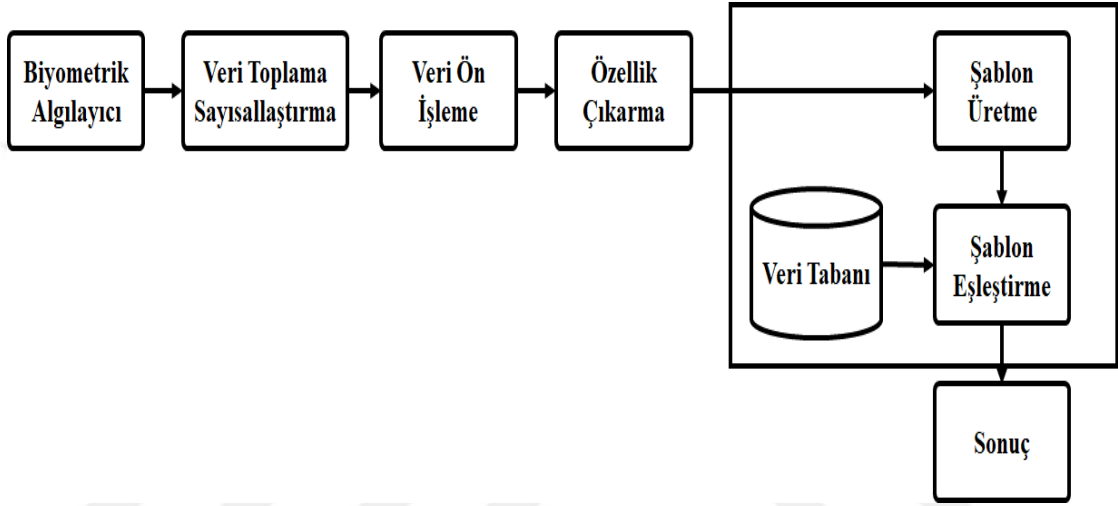 Biyometrik
Algılayıcı
Veri Toplama
Sayısallaştırma
Veri Ön
İşleme
Özellik
Çıkarma
Şablon
Üretme
Veri Tabanı
Şablon
Eşleştirme
Sonuç